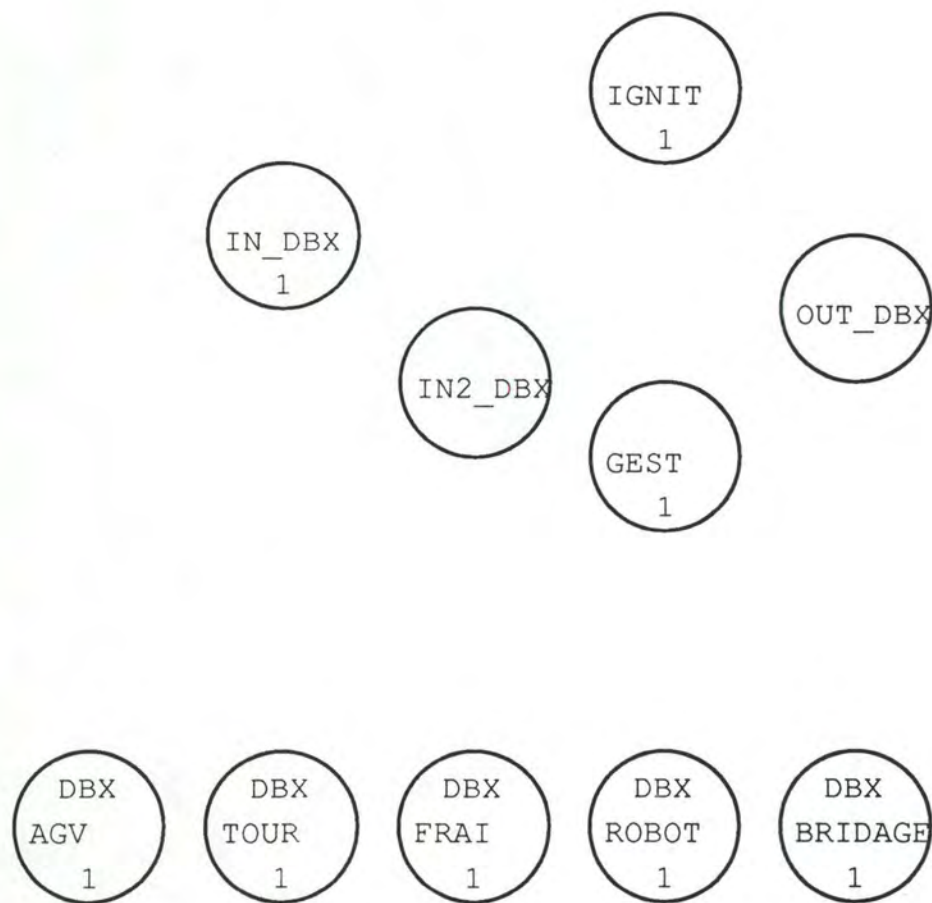 IGNIT
1
IN_DBX
1
OUT_DBX
IN2_DBX
GEST
1
DBX
AGV
1
DBX
TOUR
1
DBX
FRAI
1
DBX
ROBOT
1
DBX
BRIDAGE
1